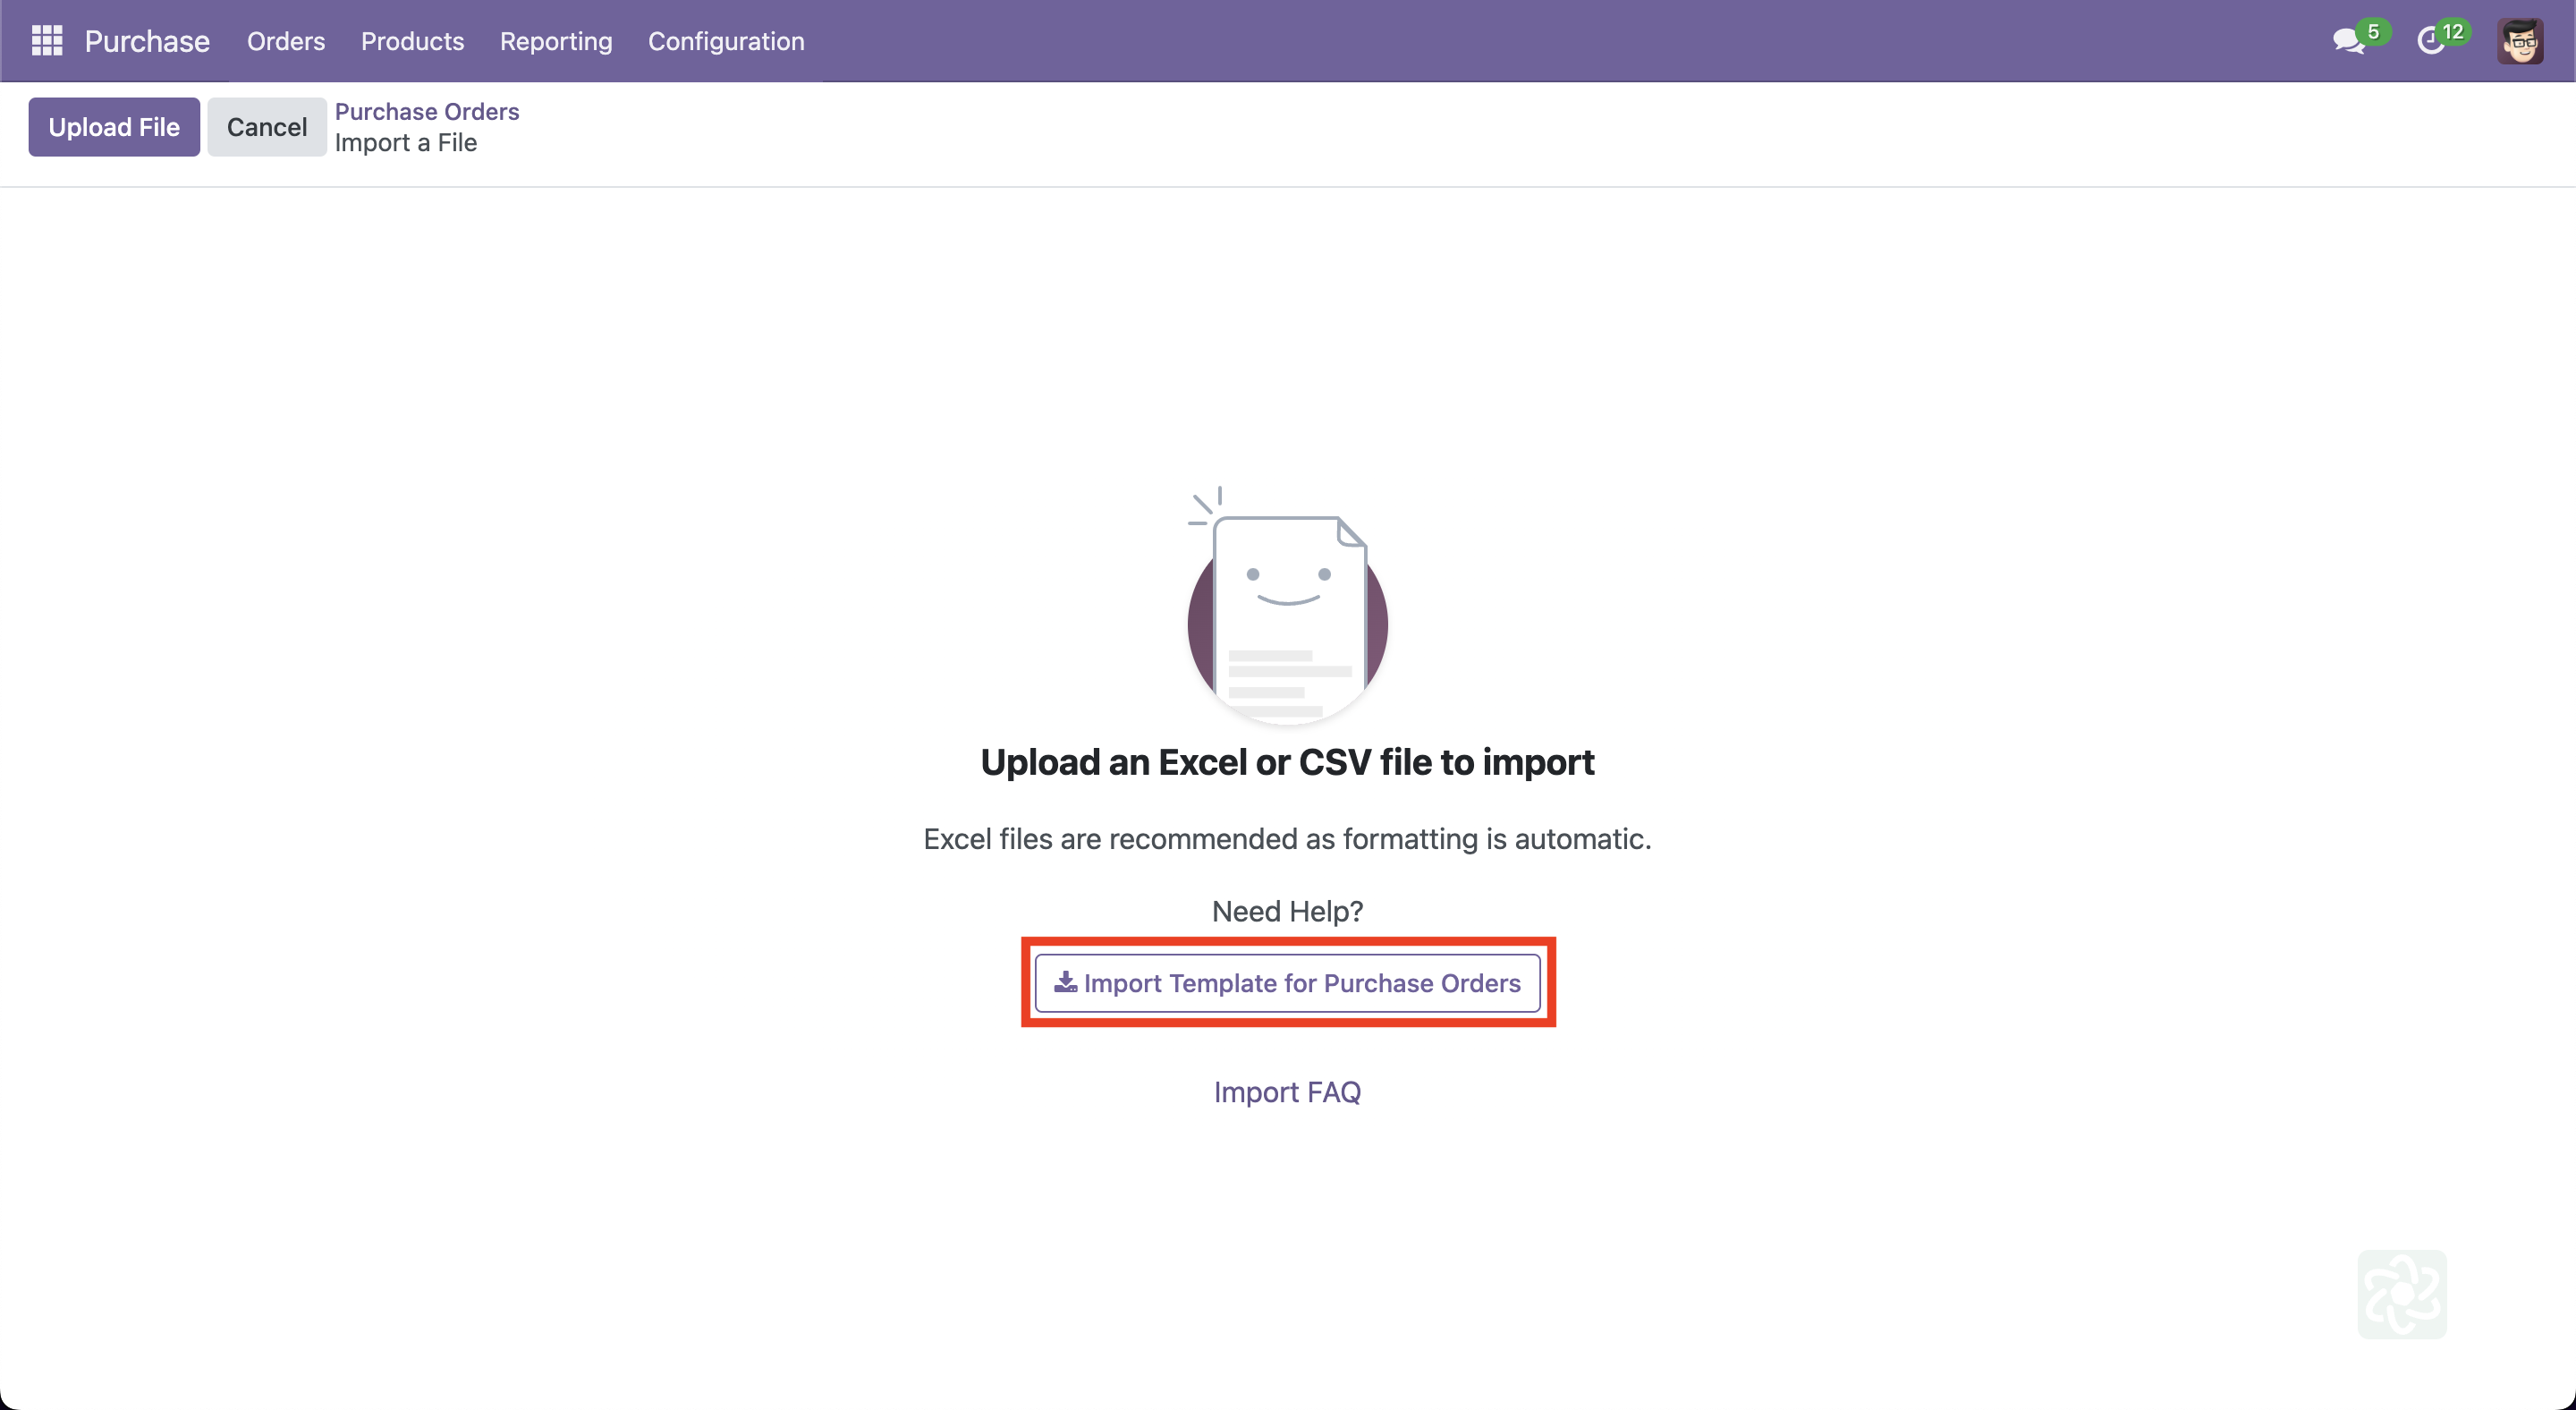 Purchase Orders Products Reporting Configuration 5 12
Upload File Cancel Purchase Orders
Import a File
Upload an Excel or CSV file to import
Excel files are recommended as formatting is automatic.
Need Help?
Import Template for Purchase Orders
Import FAQ